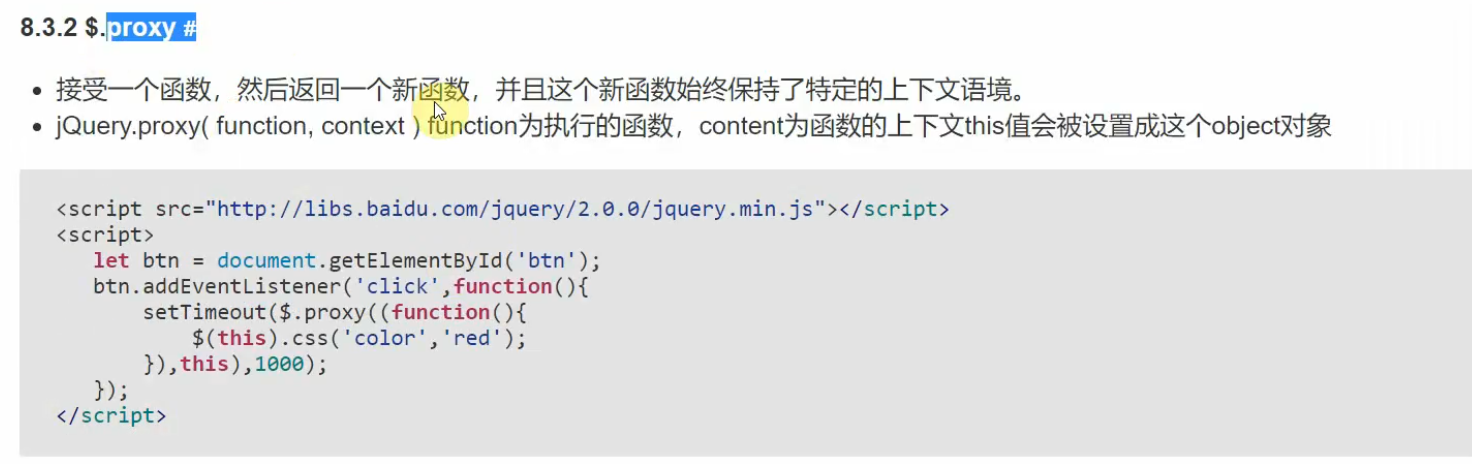 8.3.2 $.proxy #
接受一个函数，然后返回一个新函数，并且这个新函数始终保持了特定的上下文语境。
jQuery.proxy( function, context ) function为执行的函数，content为函数的上下文this值会被设置成这个object对象
<script src="http://libs.baidu.com/jquery/2.0.0/jquery.min.js"></script>
<script>
let btn = document.getElementById('btn');
btn.addEventListener('click',function(){
setTimeout($.proxy((function(){
$(this).css('color','red');
}),this),1000);
});
</script>